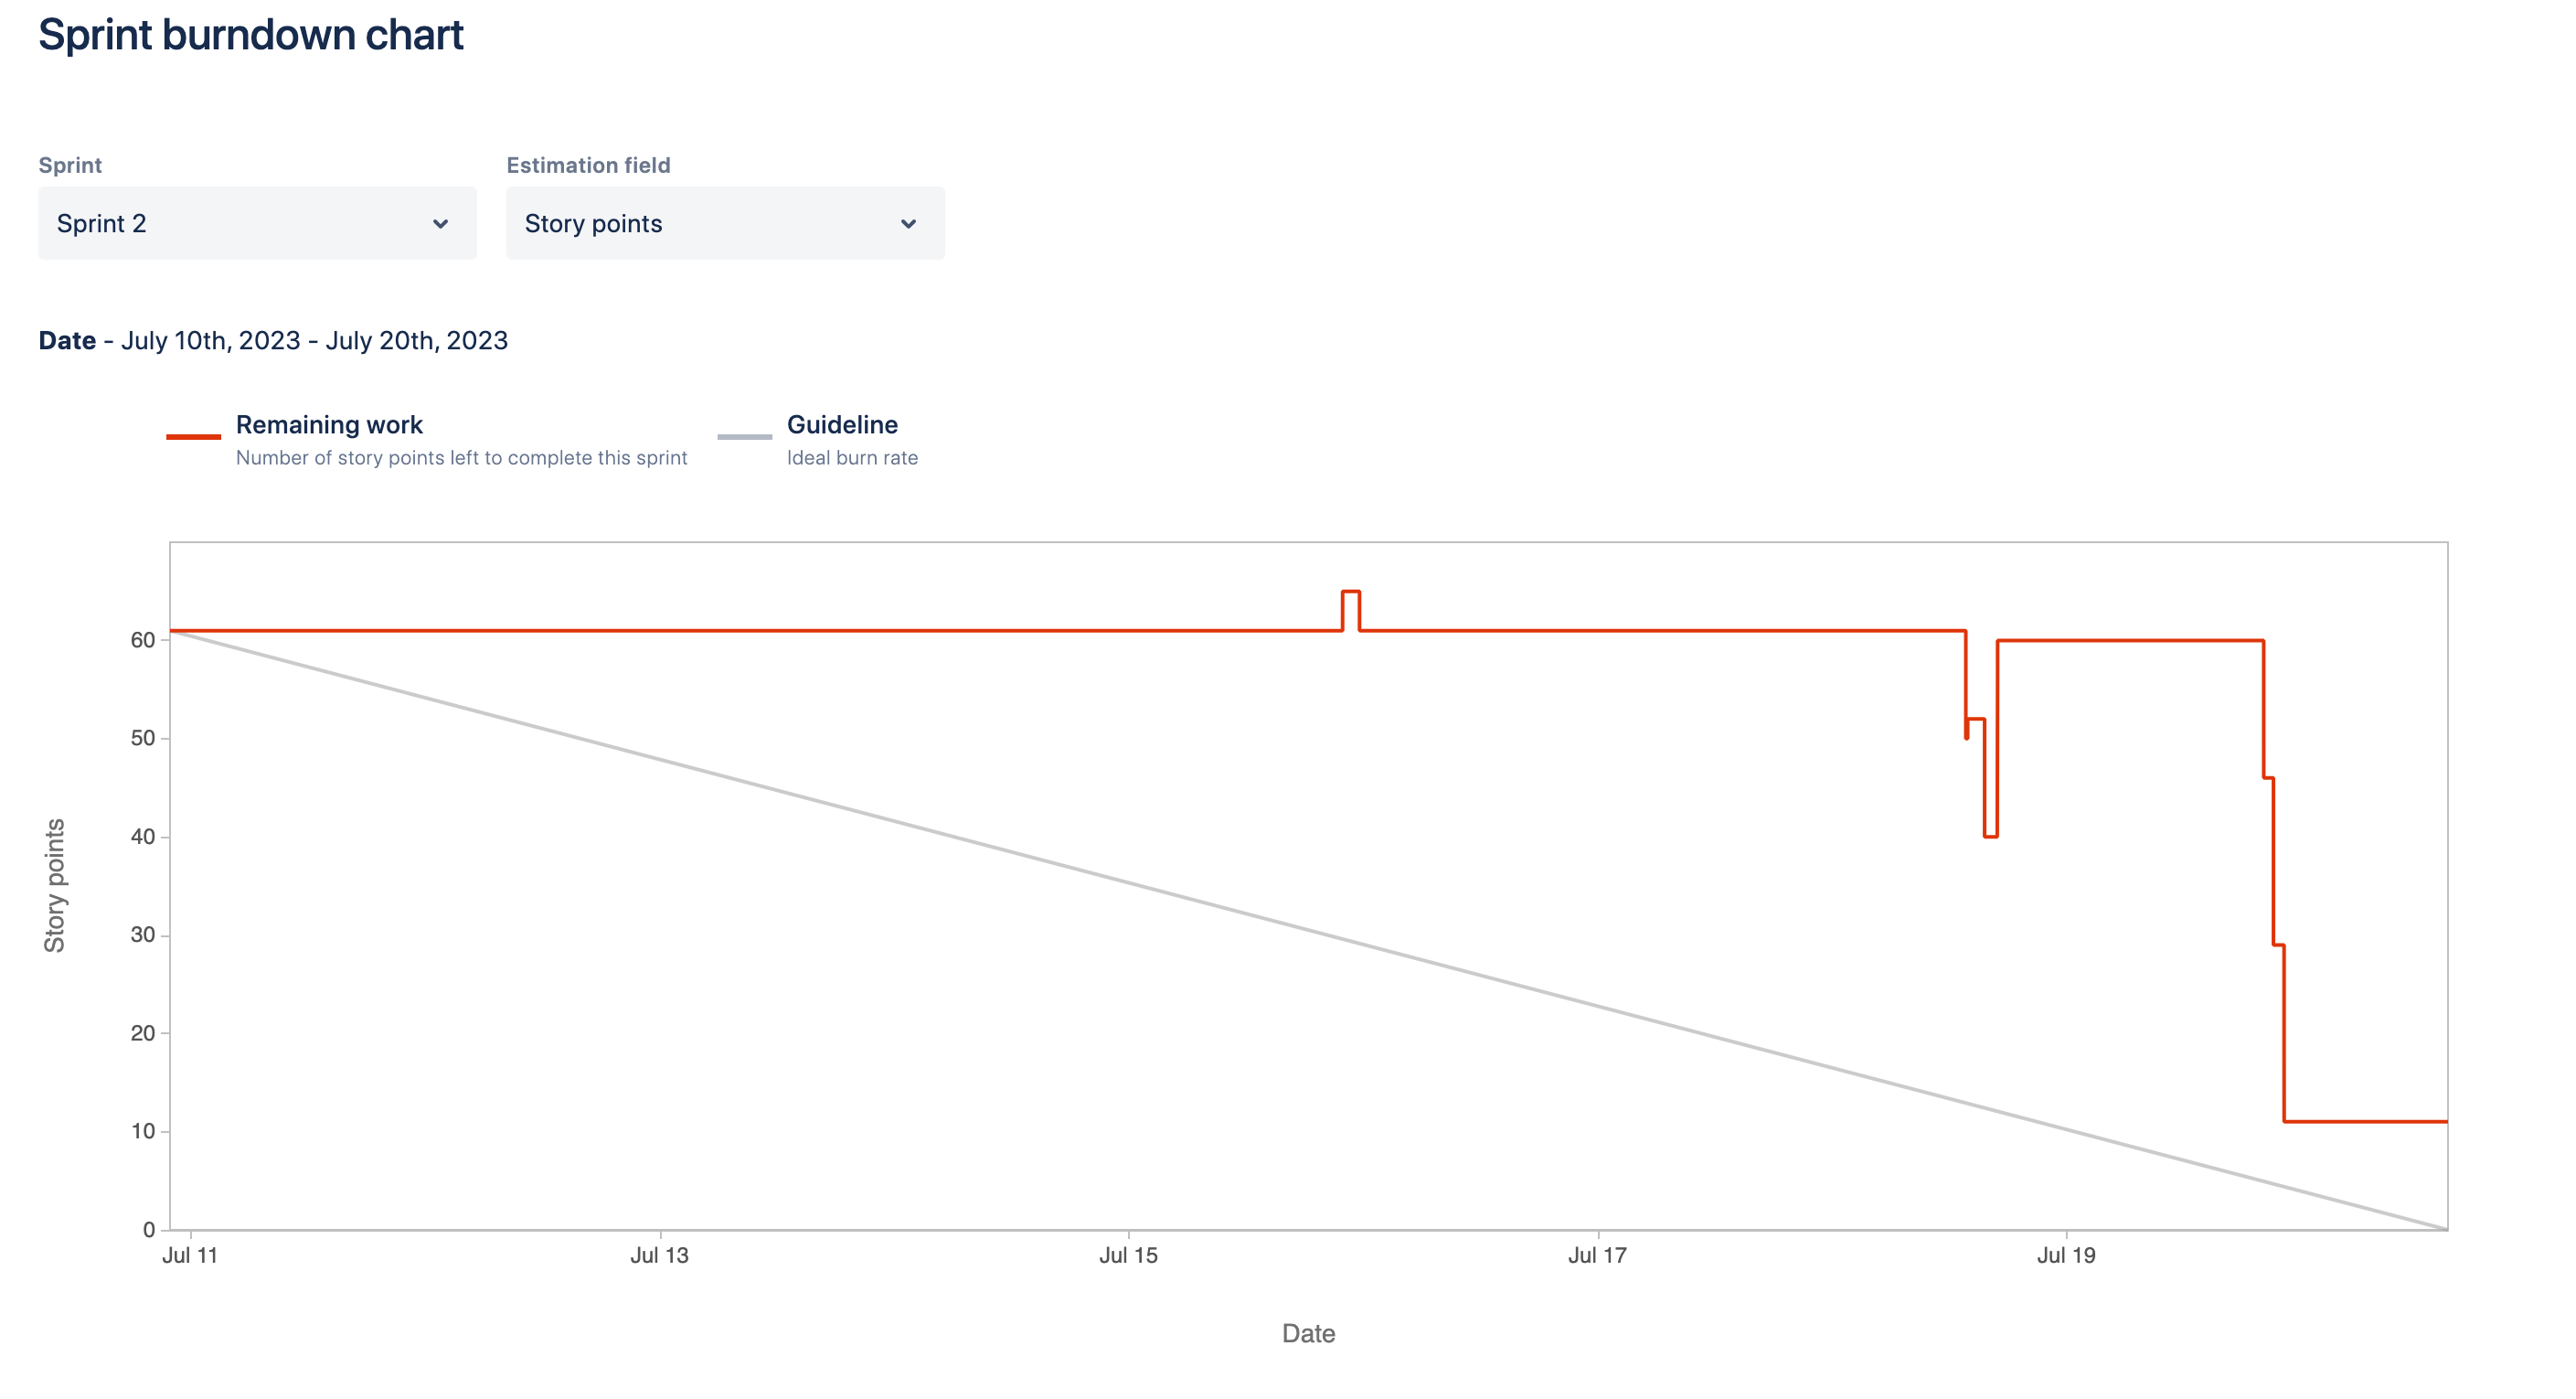 Sprint burndown chart
Sprint
Estimation field
Sprint 2
Story points
Date - July 10th, 2023 - July 20th, 2023
Remaining work
Number of story points left to complete this sprint
Guideline
Ideal burn rate
Story points
60
50
40
30
20
10
0
Jul 11
Jul 13
Jul 15
Jul 17
Jul 19
Date